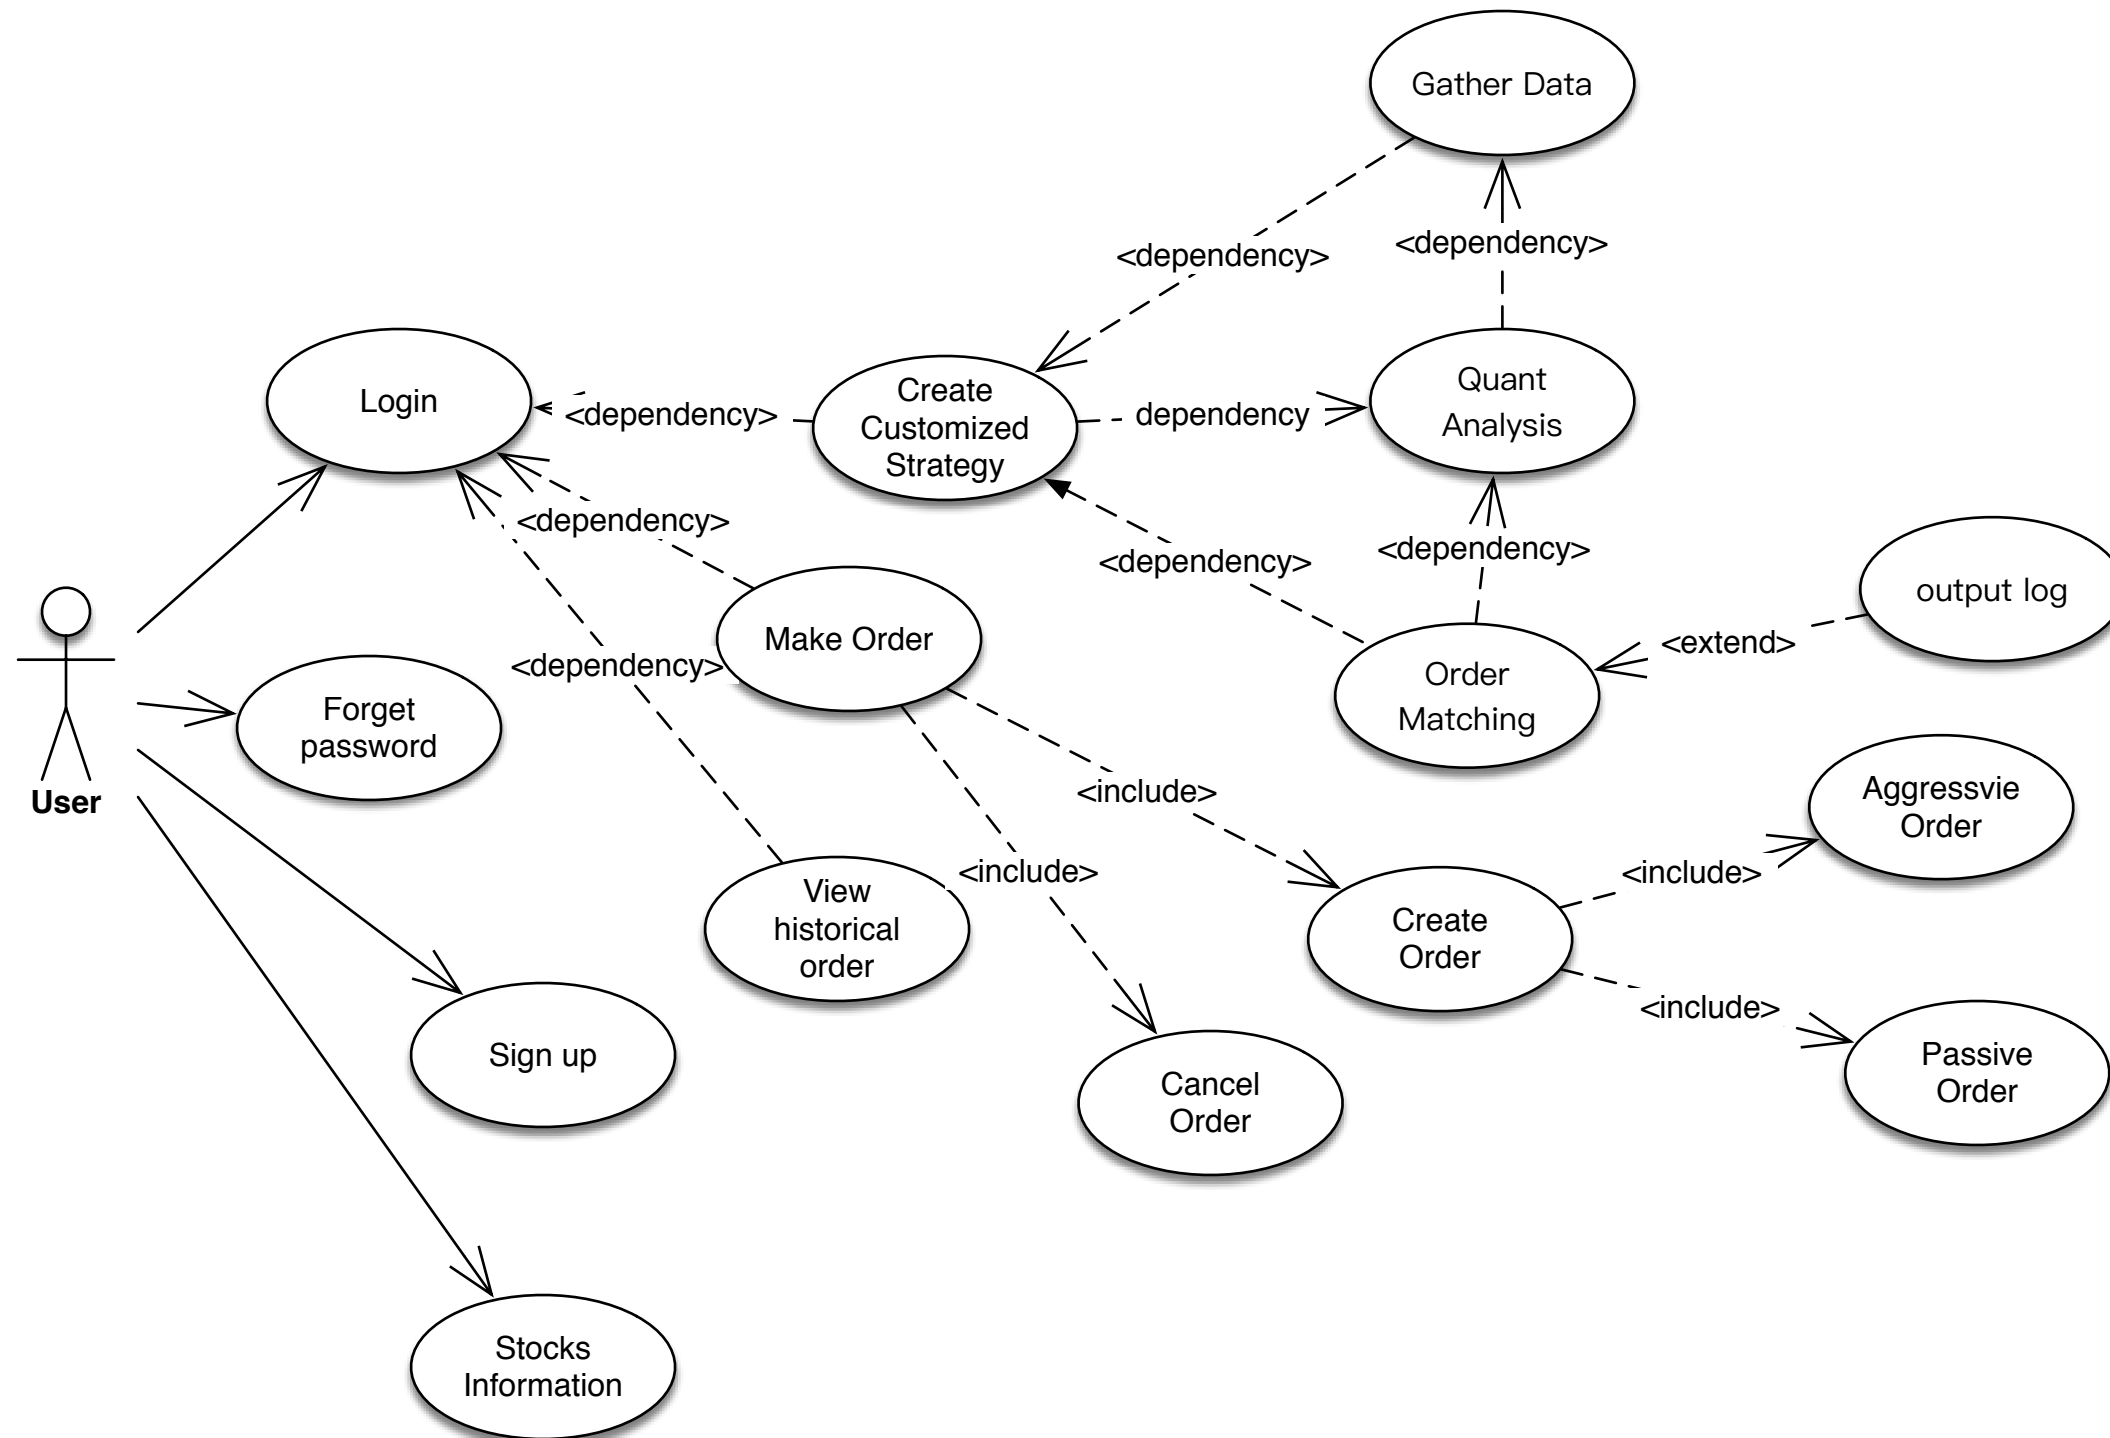 Gather Data
<dependency>
<dependency>
Login
<dependency>
Create
Customized
Strategy
dependency
Quant
Analysis
<dependency>
<dependency>
<dependency>
output log
<extend>
Make Order
<dependency>
Order
Matching
Forget
password
User
<include>
Aggressvie
Order
<include>
<include>
View
historical
order
Create
Order
<include>
Sign up
Cancel
Order
Passive
Order
Stocks
Information